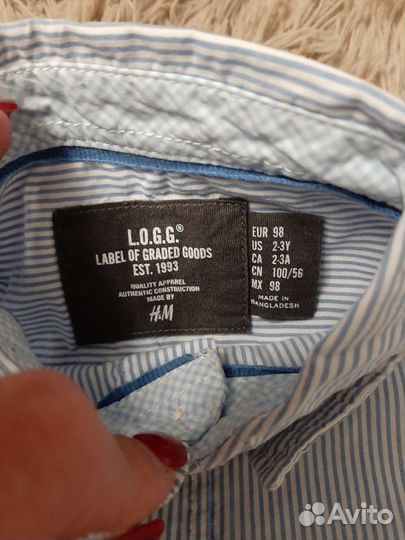 L.O.G.G.®
LABEL OF GRADED GOODS
EST. 1993
QUALITY APPAREL
AUTHENTIC CONSTRUCTION
MADE BY
H&M
EUR 98
US 2-3Y
CA 2-3A
CN 100/56
MX 98
MADE IN
BANGLADESH
Avito